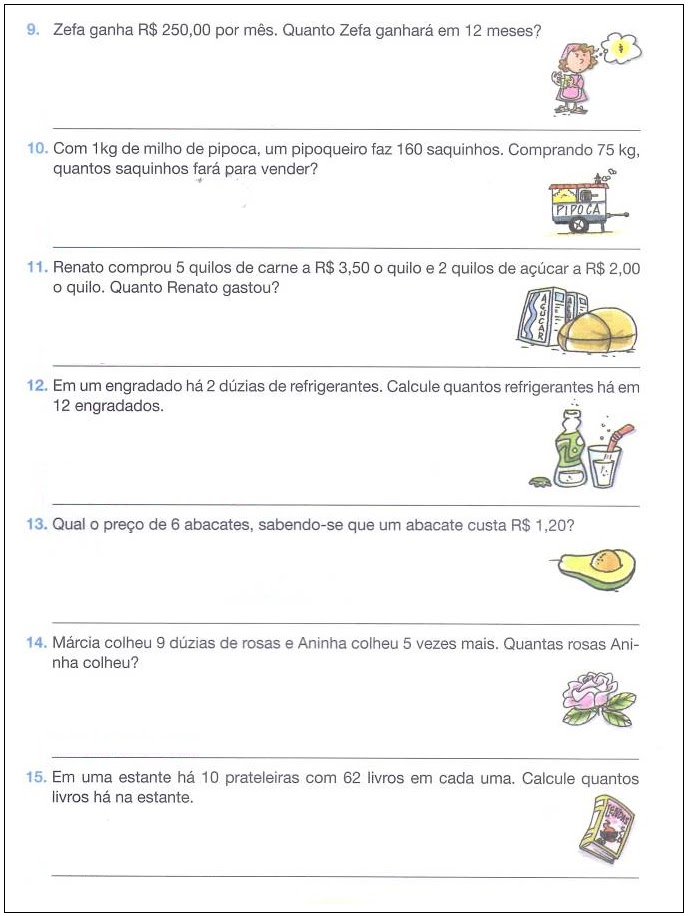 9. Zefa ganha R$ 250,00 por mês. Quanto Zefa ganhará em 12 meses?
$
10. Com 1kg de milho de pipoca, um pipoqueiro faz 160 saquinhos. Comprando 75 kg,
quantos saquinhos fará para vender?
PIPOCA
11. Renato comprou 5 quilos de carne a R$ 3,50 o quilo e 2 quilos de açúcar a R$ 2,00
o quilo. Quanto Renato gastou?
AÇUCAR
12. Em um engradado há 2 dúzias de refrigerantes. Calcule quantos refrigerantes há em
12 engradados.
13. Qual o preço de 6 abacates, sabendo-se que um abacate custa R$ 1,20?
14. Márcia colheu 9 dúzias de rosas e Aninha colheu 5 vezes mais. Quantas rosas Ani-
nha colheu?
15. Em uma estante há 10 prateleiras com 62 livros em cada uma. Calcule quantos
livros há na estante.
LENDAS